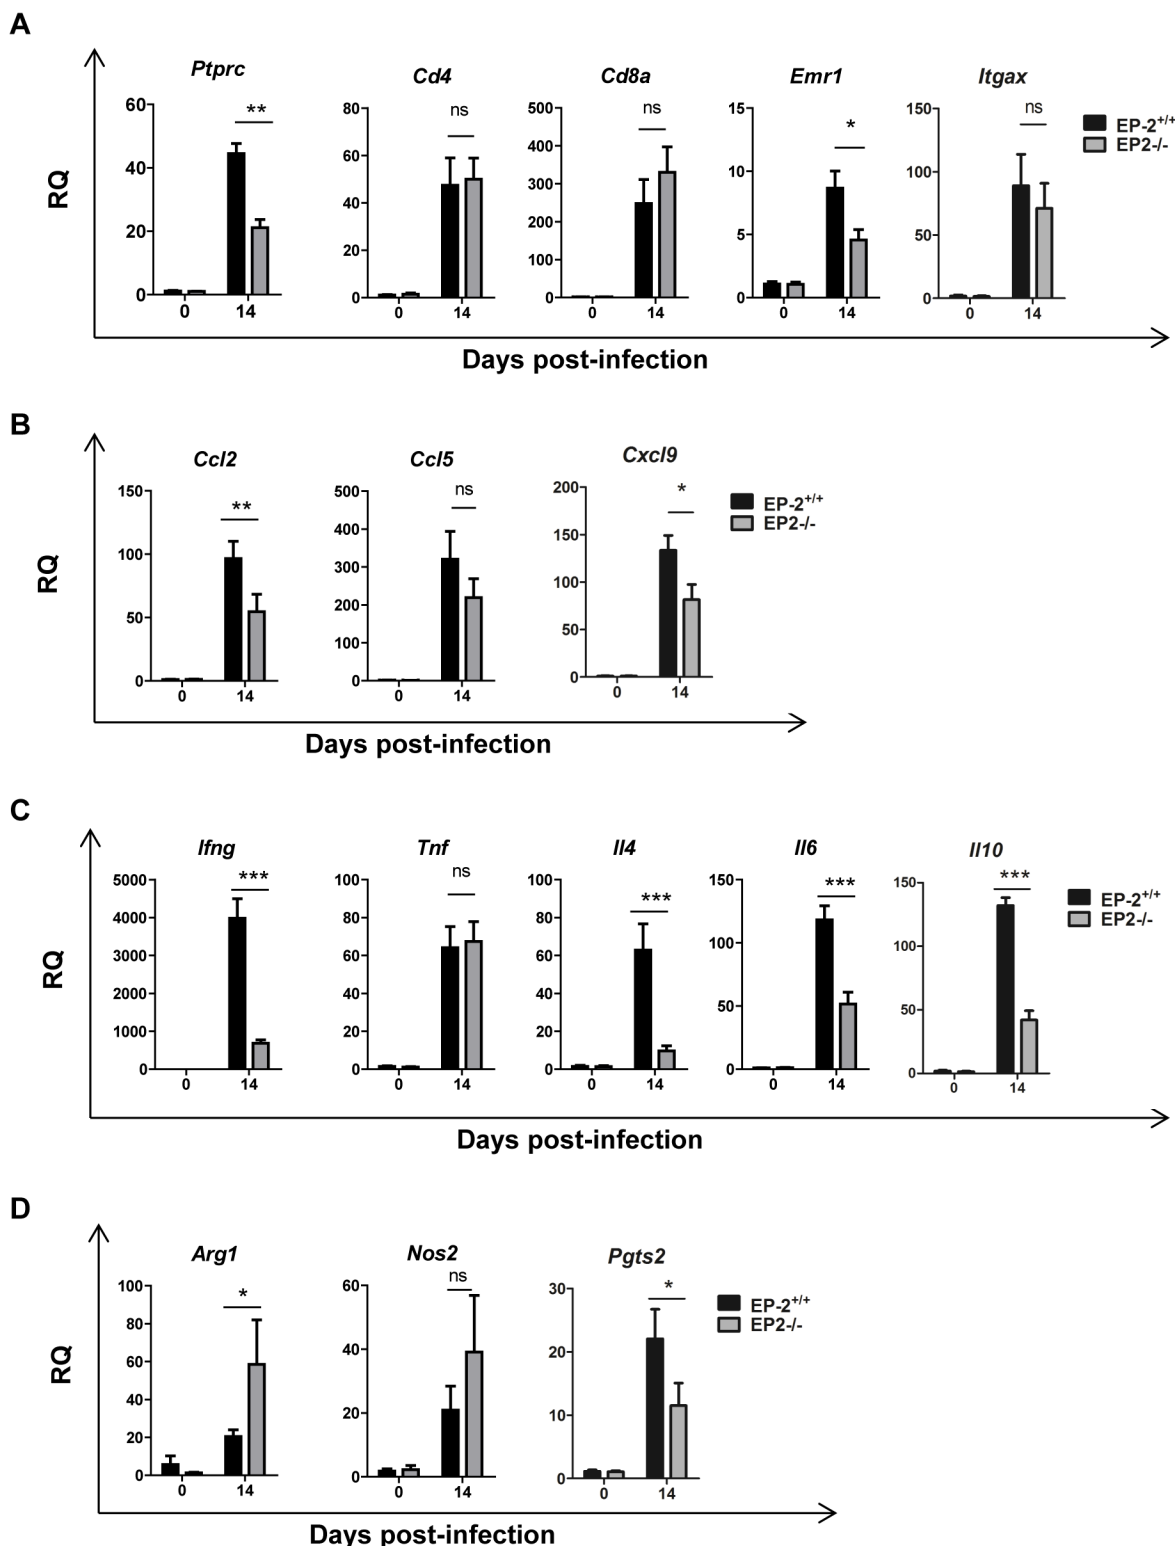 A
Ptprc
Cd4
Cd8a
Emr1
Itgax
RQ
60
40
20
0
**
0
14
80
60
40
20
0
ns
0
14
500
400
300
200
100
0
ns
0
14
15
10
5
0
*
0
14
150
100
50
0
ns
0
14
EP-2+/+
EP2-/-
Days post-infection
B
Ccl2
Ccl5
Cxcl9
RQ
150
100
50
0
**
0
14
500
400
300
200
100
0
ns
0
14
200
150
100
50
0
*
0
14
EP-2+/+
EP2-/-
Days post-infection
C
Ifng
Tnf
Il4
Il6
Il10
RQ
5000
4000
3000
2000
1000
0
***
0
14
100
80
60
40
20
0
ns
0
14
100
80
60
40
20
0
***
0
14
150
100
50
0
***
0
14
150
100
50
0
***
0
14
EP-2+/+
EP2-/-
Days post-infection
D
Arg1
Nos2
Pgts2
RQ
100
80
60
40
20
0
*
0
14
60
40
20
0
ns
0
14
30
20
10
0
*
0
14
EP-2+/+
EP2-/-
Days post-infection